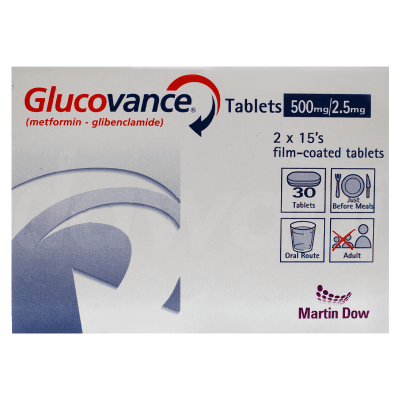 Glucovance® Tablets 500mg/2.5mg
(metformin - glibenclamide)
2 x 15's
film-coated tablets
30
Tablets
Just
Before Meals
Oral Route
Adult
Martin Dow